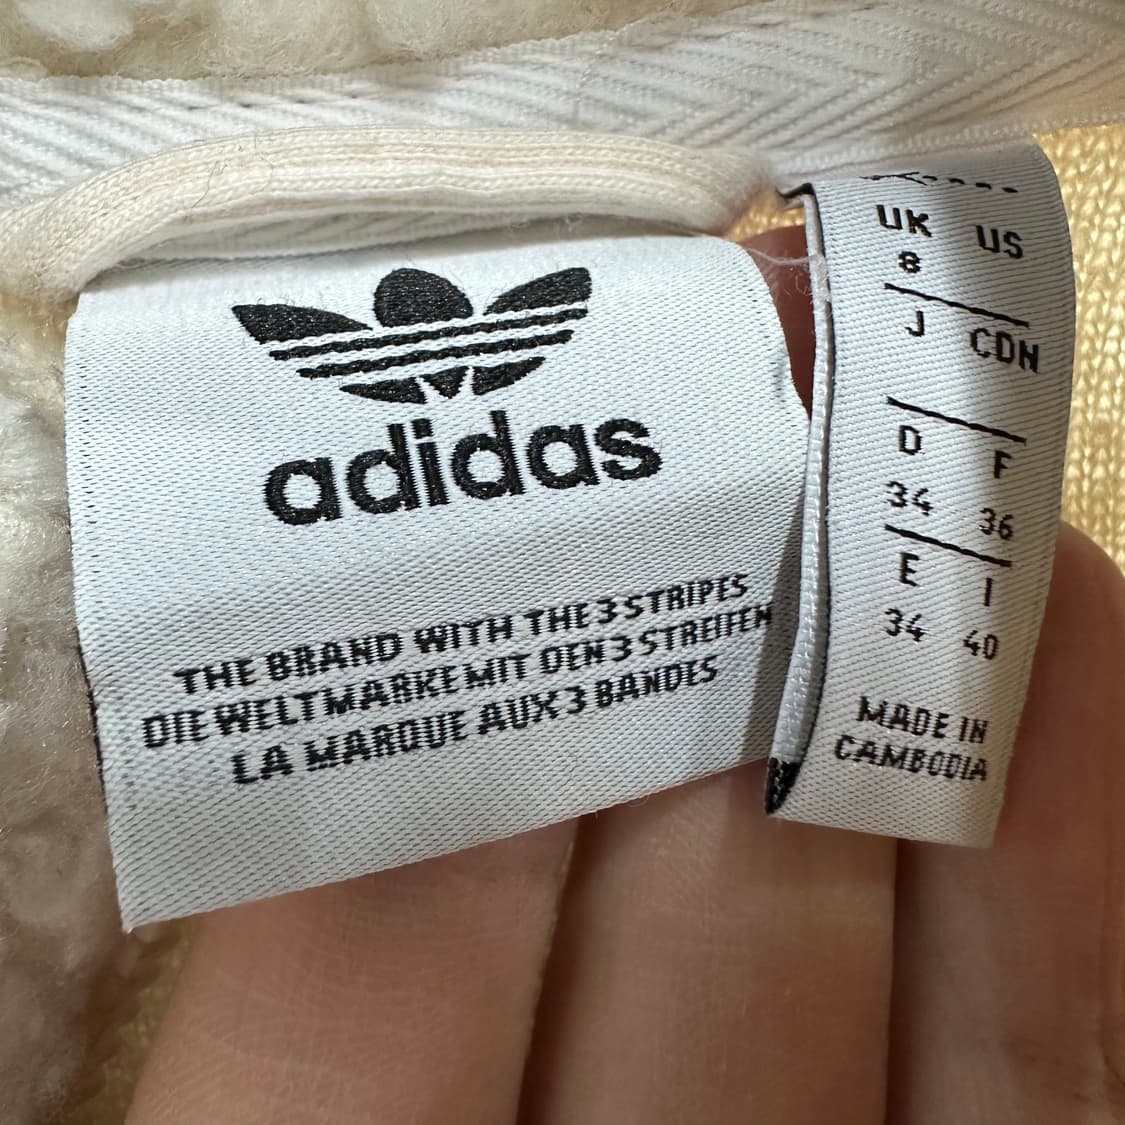 adidas
THE BRAND WITH THE 3 STRIPES
DIE WELTMARKE MIT DEN 3 STREIFEN
LA MARQUE AUX 3 BANDES
UK US
8
J CDN
D F
34 36
E I
34 40
MADE IN
CAMBODIA